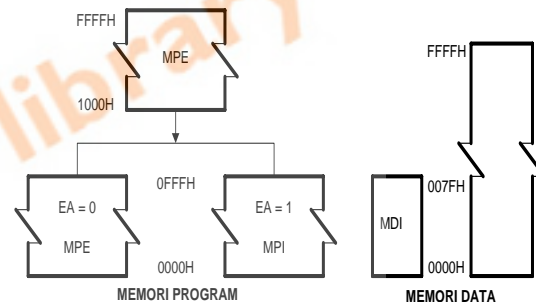 FFFFH
MPE
1000H
FFFFH
0FFFH
EA = 0
MPE
EA = 1
MPI
0000H
MEMORI PROGRAM
007FH
MDI
0000H
MEMORI DATA
library